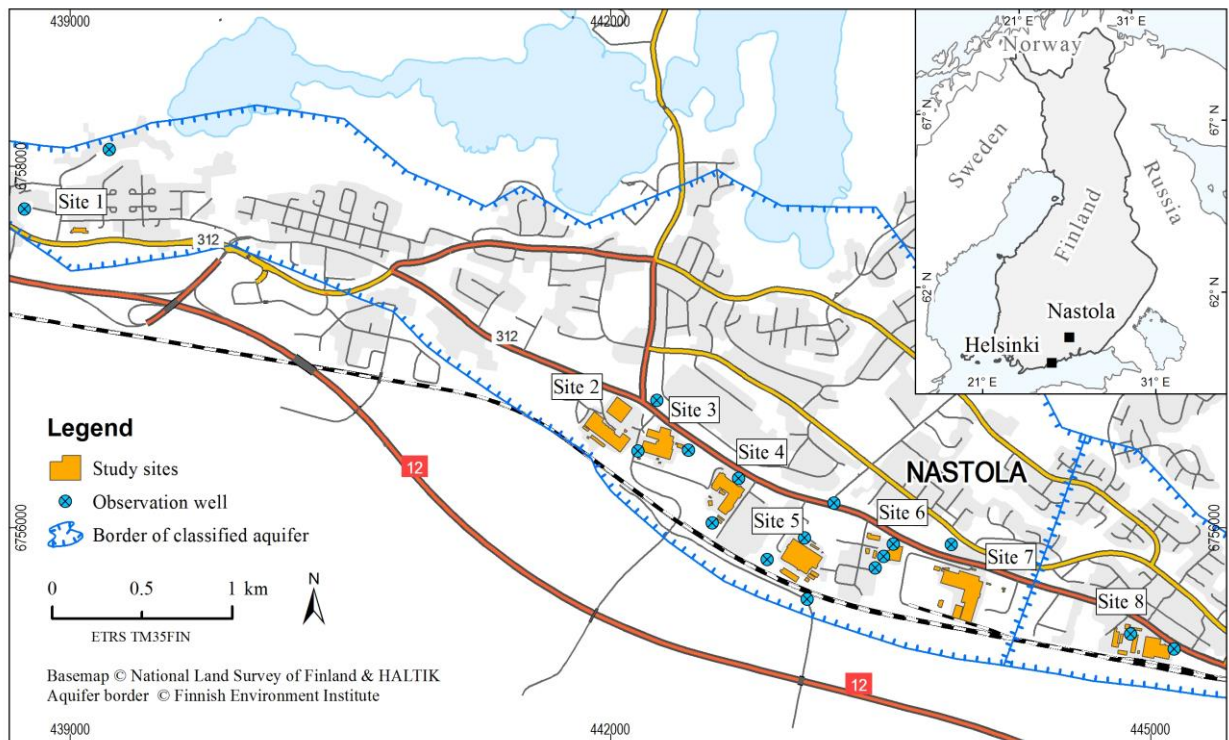 439000
442000
21° E
31° E
Norway
67° N
67° N
Sweden
Russia
Finland
62° N
62° N
Nastola
Helsinki
21° E
31° E
6758000
Site 1
312
312
Site 2
Site 3
Site 4
NASTOLA
Site 5
Site 6
Site 7
Site 8
12
12
6756000
6756000
Legend
Study sites
Observation well
Border of classified aquifer
0 0.5 1 km
N
ETRS TM35FIN
Basemap © National Land Survey of Finland & HALTIK
Aquifer border © Finnish Environment Institute
439000
442000
445000